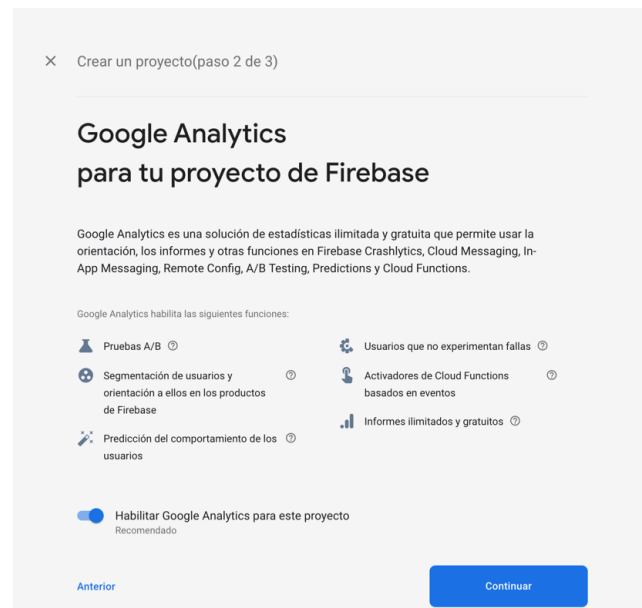 Crear un proyecto(paso 2 de 3)
Google Analytics
para tu proyecto de Firebase
Google Analytics es una solución de estadísticas ilimitada y gratuita que permite usar la
orientación, los informes y otras funciones en Firebase Crashlytics, Cloud Messaging, In-
App Messaging, Remote Config, A/B Testing, Predictions y Cloud Functions.
Google Analytics habilita las siguientes funciones:
Pruebas A/B
Segmentación de usuarios y
orientación a ellos en los productos
de Firebase
Predicción del comportamiento de los
usuarios
Usuarios que no experimentan fallas
Activadores de Cloud Functions
basados en eventos
Informes ilimitados y gratuitos
Habilitar Google Analytics para este proyecto
Recomendado
Anterior
Continuar